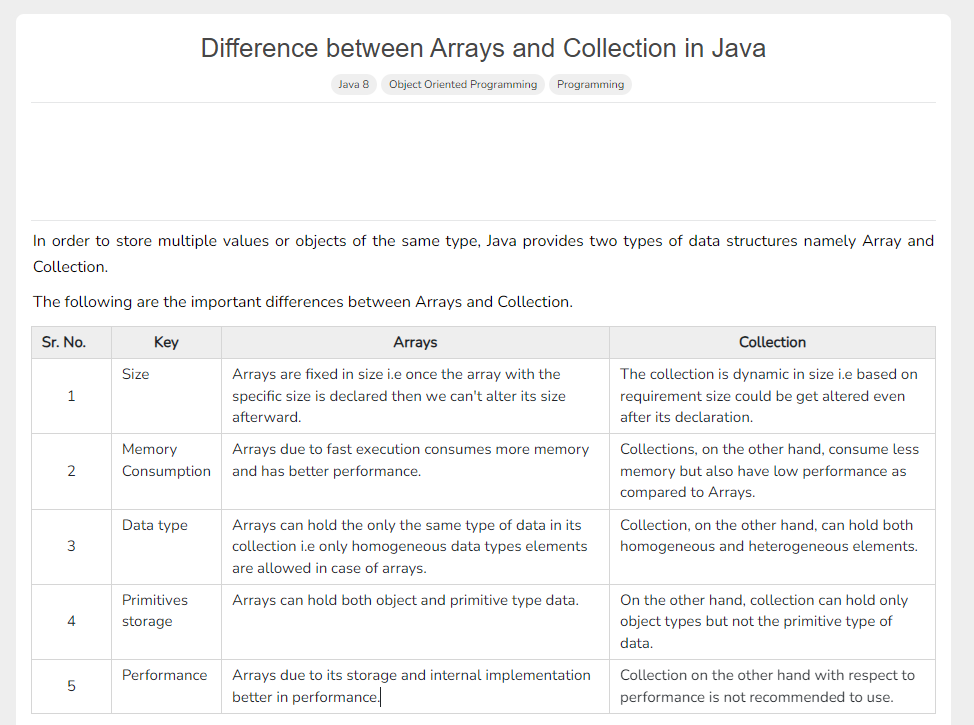 Difference between Arrays and Collection in Java
Java 8 Object Oriented Programming Programming
In order to store multiple values or objects of the same type, Java provides two types of data structures namely Array and
Collection.
The following are the important differences between Arrays and Collection.
Sr. No. Key Arrays Collection
1 Size Arrays are fixed in size i.e once the array with the
specific size is declared then we can't alter its size
afterward.
The collection is dynamic in size i.e based on
requirement size could be get altered even
after its declaration.
2 Memory
Consumption
Arrays due to fast execution consumes more memory
and has better performance.
Collections, on the other hand, consume less
memory but also have low performance as
compared to Arrays.
3 Data type Arrays can hold the only the same type of data in its
collection i.e only homogeneous data types elements
are allowed in case of arrays.
Collection, on the other hand, can hold both
homogeneous and heterogeneous elements.
4 Primitives
storage
Arrays can hold both object and primitive type data.
On the other hand, collection can hold only
object types but not the primitive type of
data.
5 Performance Arrays due to its storage and internal implementation
better in performance.
Collection on the other hand with respect to
performance is not recommended to use.